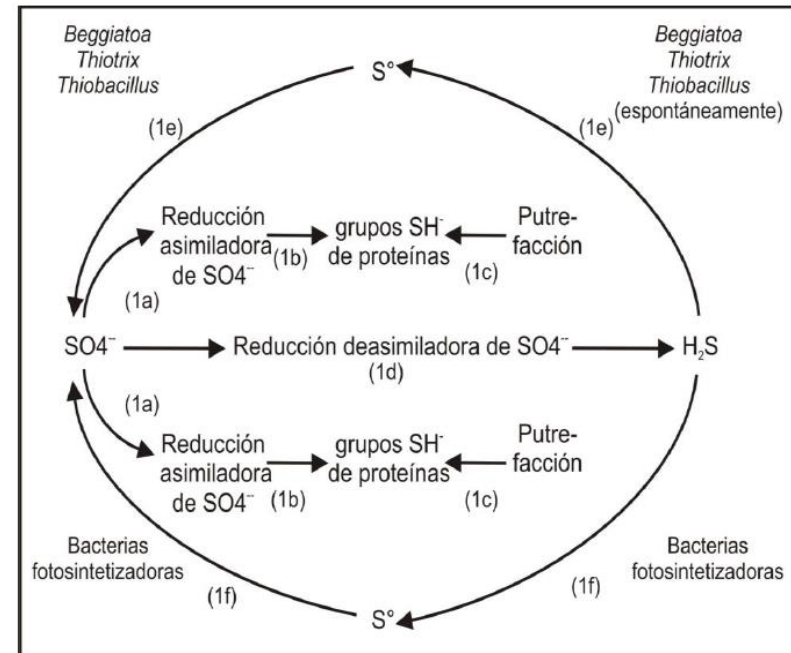 Beggiatoa
Thiotrix
Thiobacillus
S°
Beggiatoa
Thiotrix
Thiobacillus
(espontáneamente)
(1e)
(1e)
Reducción
asimiladora
de SO4⁻⁻
(1b)
grupos SH⁻
de proteínas
(1c)
Putre-
facción
(1a)
SO4⁻⁻
Reducción deasimiladora de SO4⁻⁻
(1d)
H₂S
(1a)
Reducción
asimiladora
de SO4⁻⁻
(1b)
grupos SH⁻
de proteínas
(1c)
Putre-
facción
Bacterias
fotosintetizadoras
(1f)
S°
(1f)
Bacterias
fotosintetizadoras